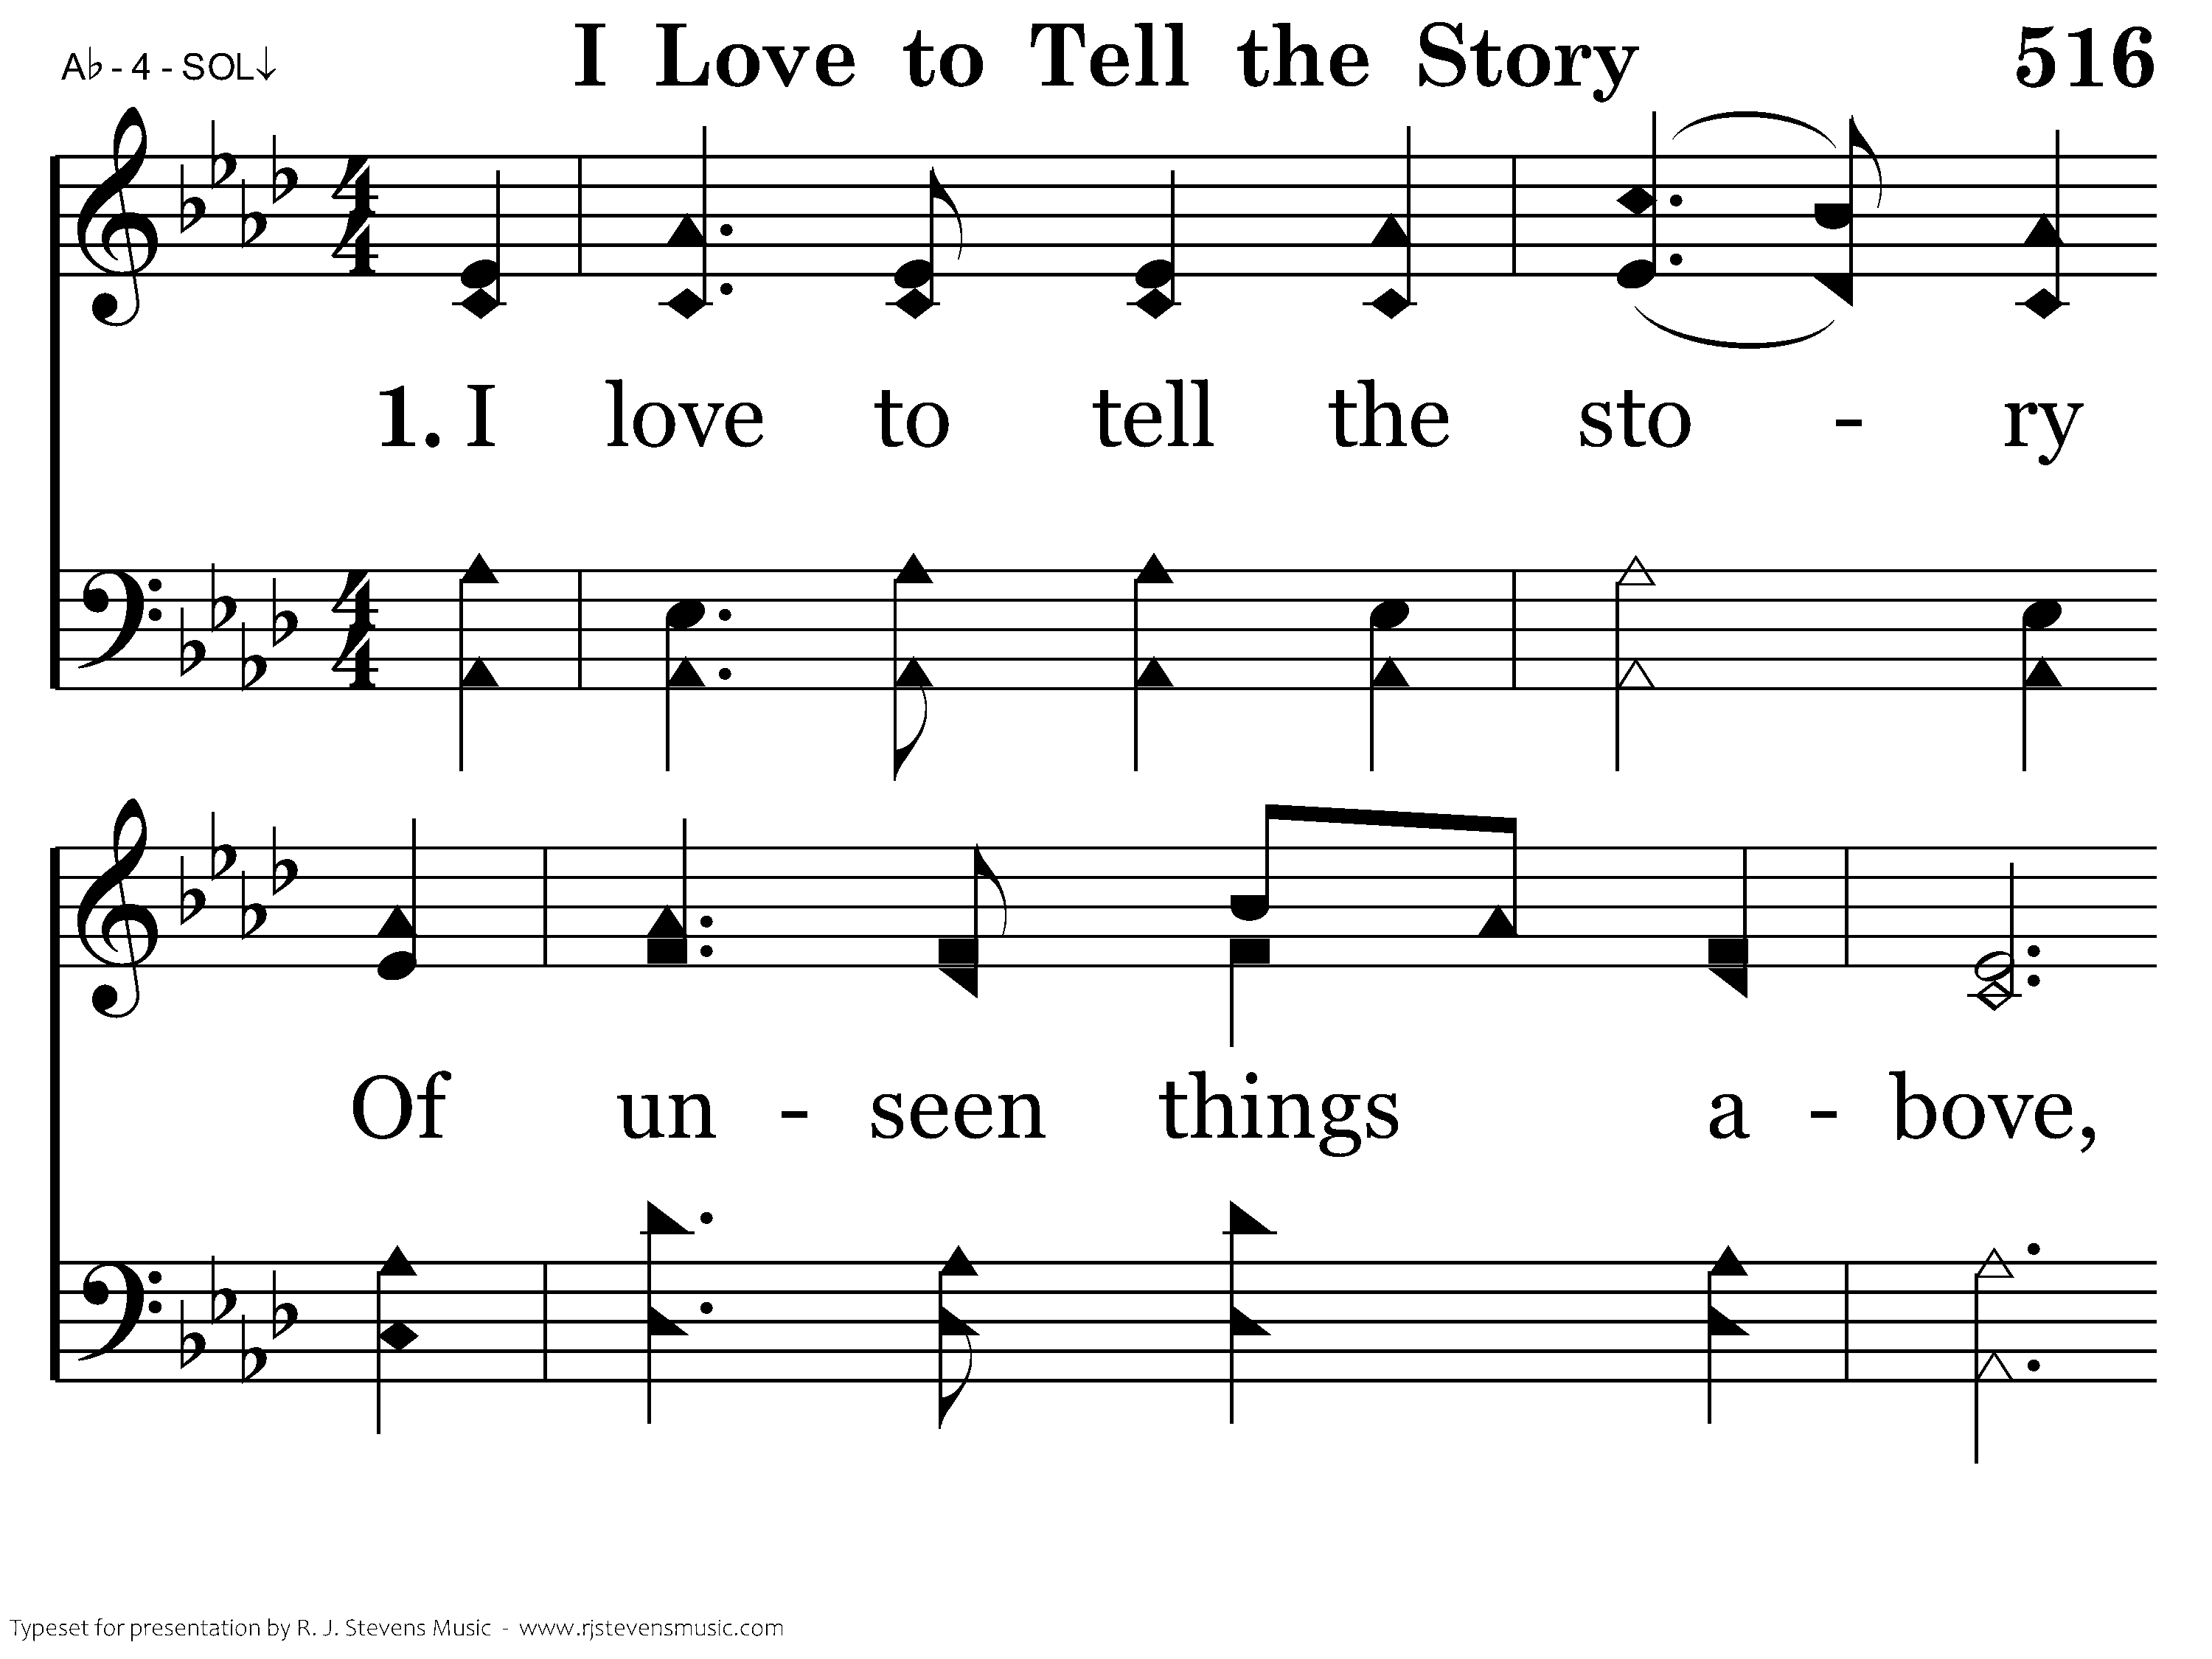 A♭ - 4 - SOL↓ I Love to Tell the Story 516
1. I love to tell the sto - ry
Of un - seen things a - bove,
Typeset for presentation by R. J. Stevens Music - www.rjstevensmusic.com